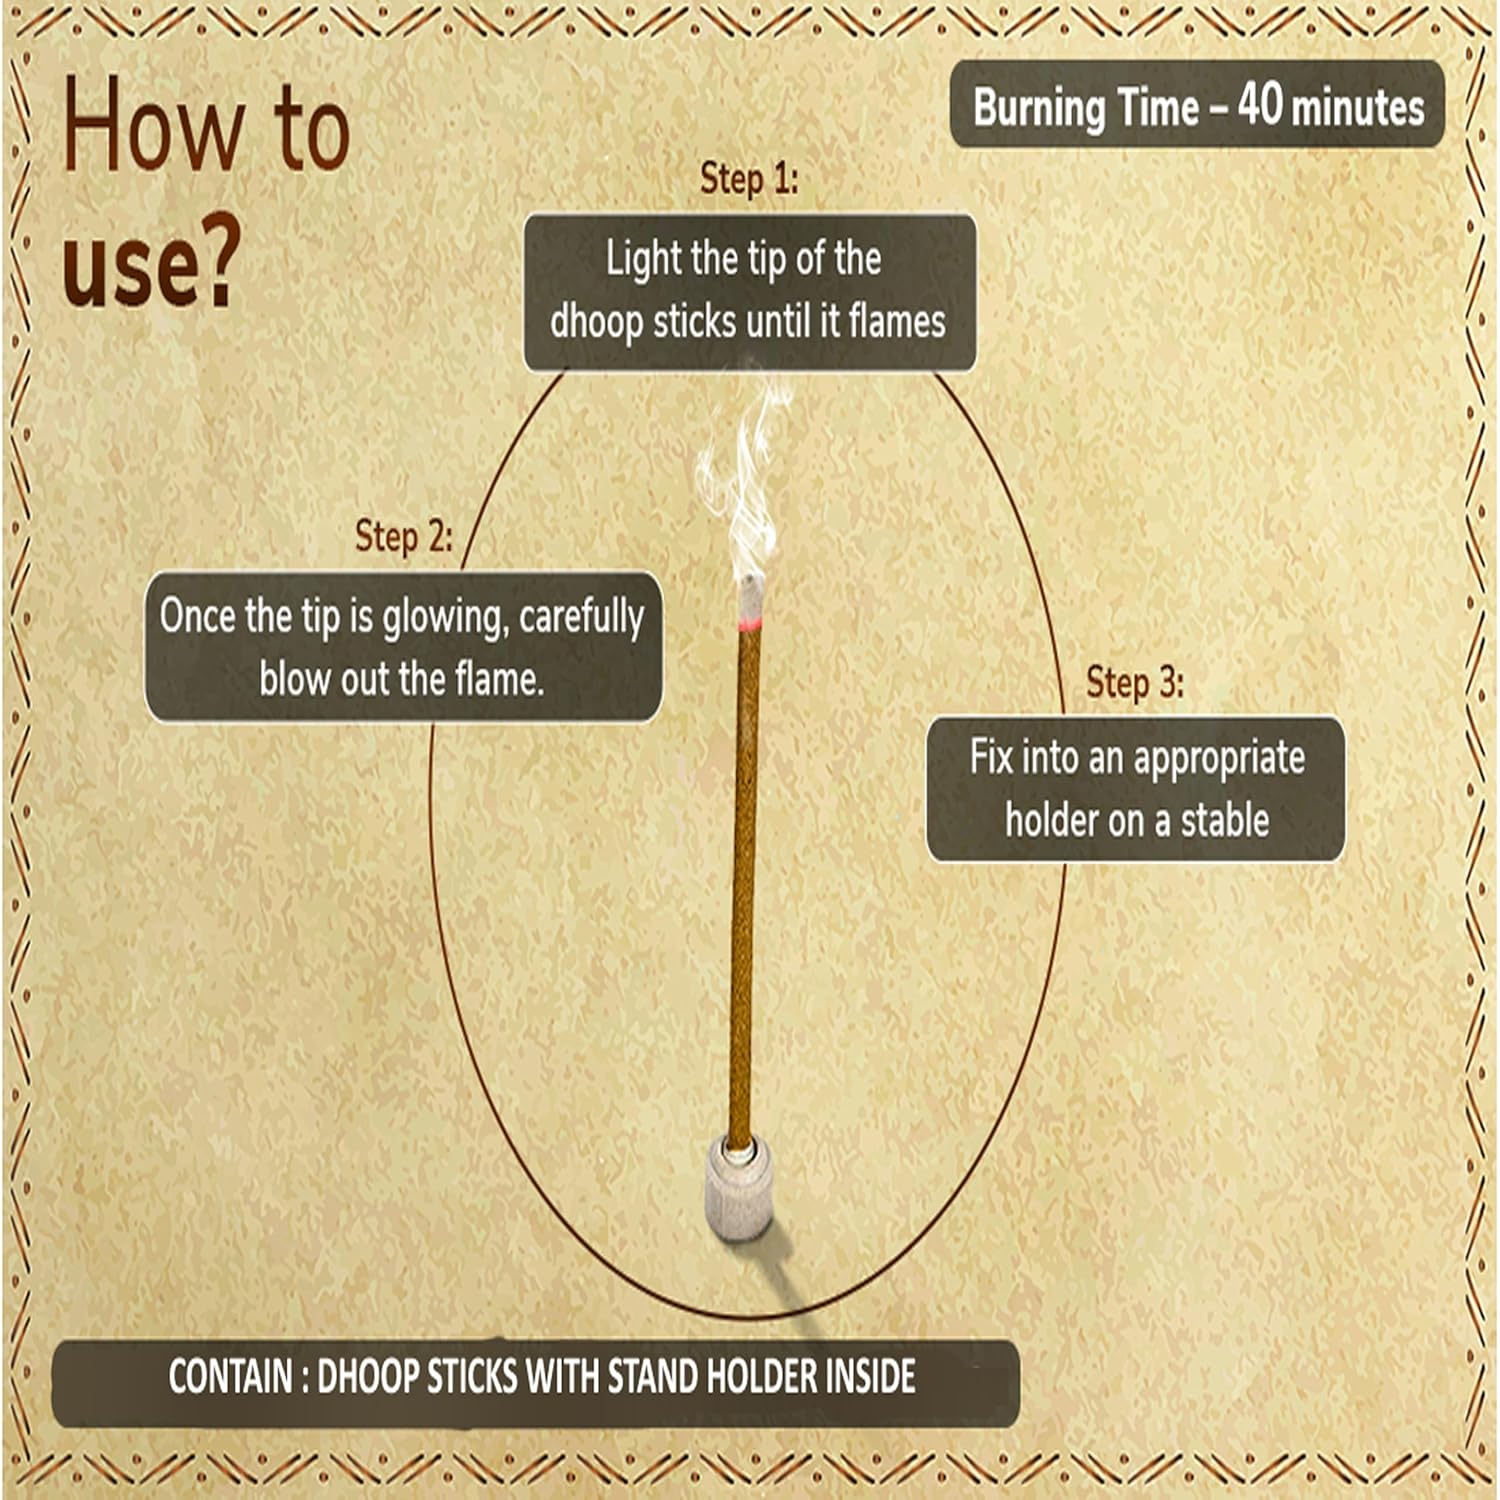 How to
use?
Burning Time – 40 minutes
Step 1:
Light the tip of the
dhoop sticks until it flames
Step 2:
Once the tip is glowing, carefully
blow out the flame.
Step 3:
Fix into an appropriate
holder on a stable
CONTAIN : DHOOP STICKS WITH STAND HOLDER INSIDE